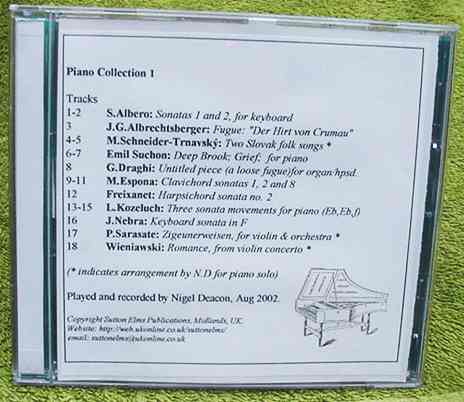 Piano Collection 1
Tracks
1-2 S.Albero: Sonatas 1 and 2, for keyboard
3 J.G.Albrechtsberger: Fugue: "Der Hirt von Crumau"
4-5 M.Schneider-Trnavský: Two Slovak folk songs *
6-7 Emil Suchon: Deep Brook; Grief; for piano
8 G.Draghi: Untitled piece (a loose fugue)for organ/hpsd.
9-11 M.Espona: Clavichord sonatas 1, 2 and 8
12 Freixanet: Harpsichord sonata no. 2
13-15 L.Kozeluch: Three sonata movements for piano (Eb,Eb,f)
16 J.Nebra: Keyboard sonata in F
17 P.Sarasate: Zigeunerweisen, for violin & orchestra *
18 Wieniawski: Romance, from violin concerto *
(* indicates arrangement by N.D for piano solo)
Played and recorded by Nigel Deacon, Aug 2002.
Copyright Sutton Elms Publications, Midlands, UK.
Website: http://web.ukonline.co.uk/suttonelms/
email: suttonelms@ukonline.co.uk